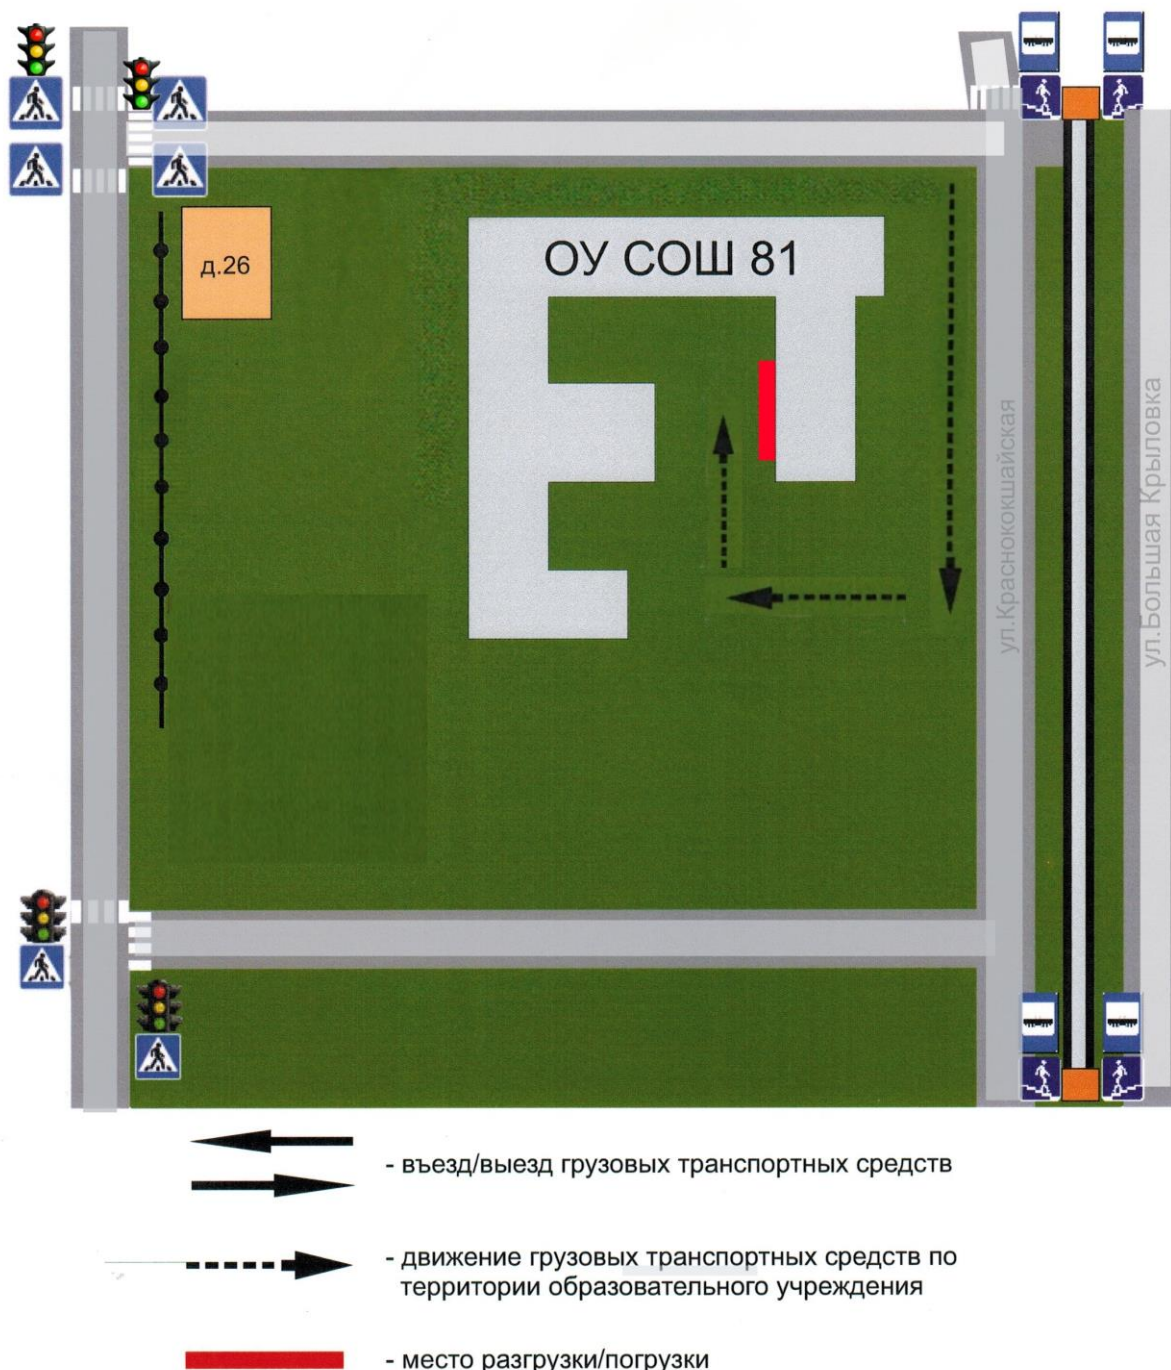 д.26
ОУ СОШ 81
ул.Краснококшайская
ул.Большая Крыловка
- въезд/выезд грузовых транспортных средств
- движение грузовых транспортных средств по
территории образовательного учреждения
- место разгрузки/погрузки